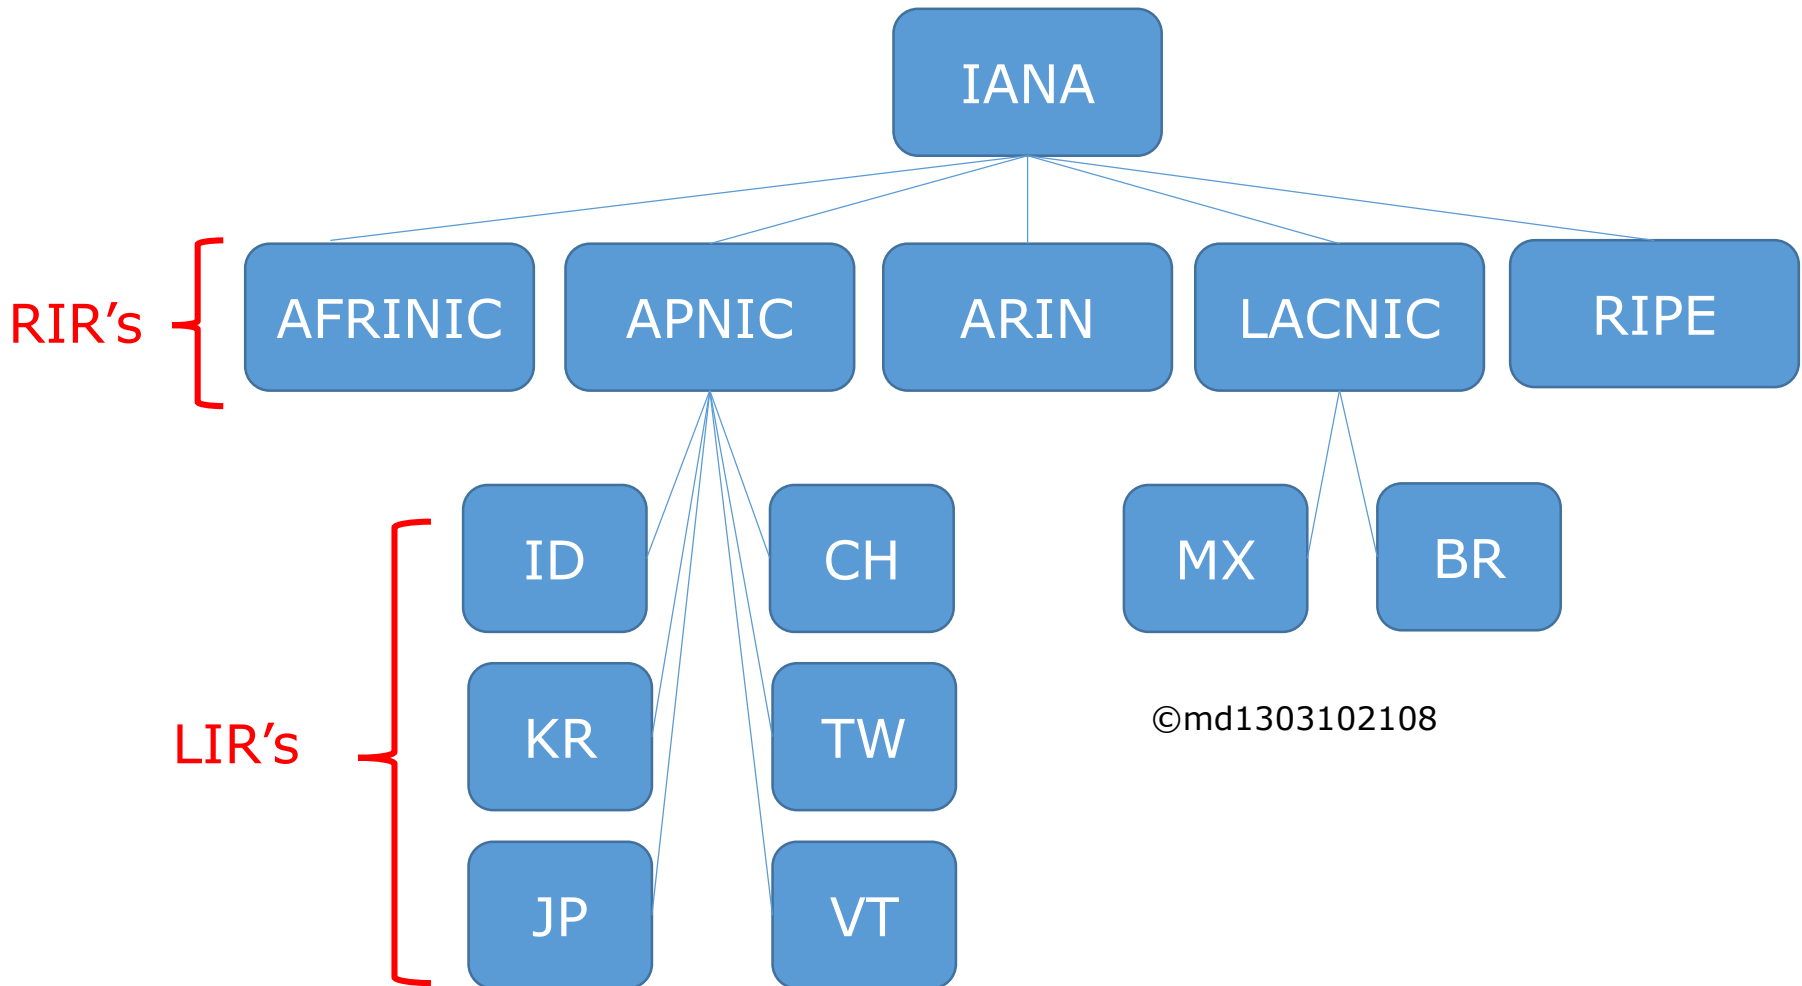 IANA
RIR’s
AFRINIC
APNIC
ARIN
LACNIC
RIPE
LIR’s
ID
CH
MX
BR
KR
TW
©md1303102108
JP
VT